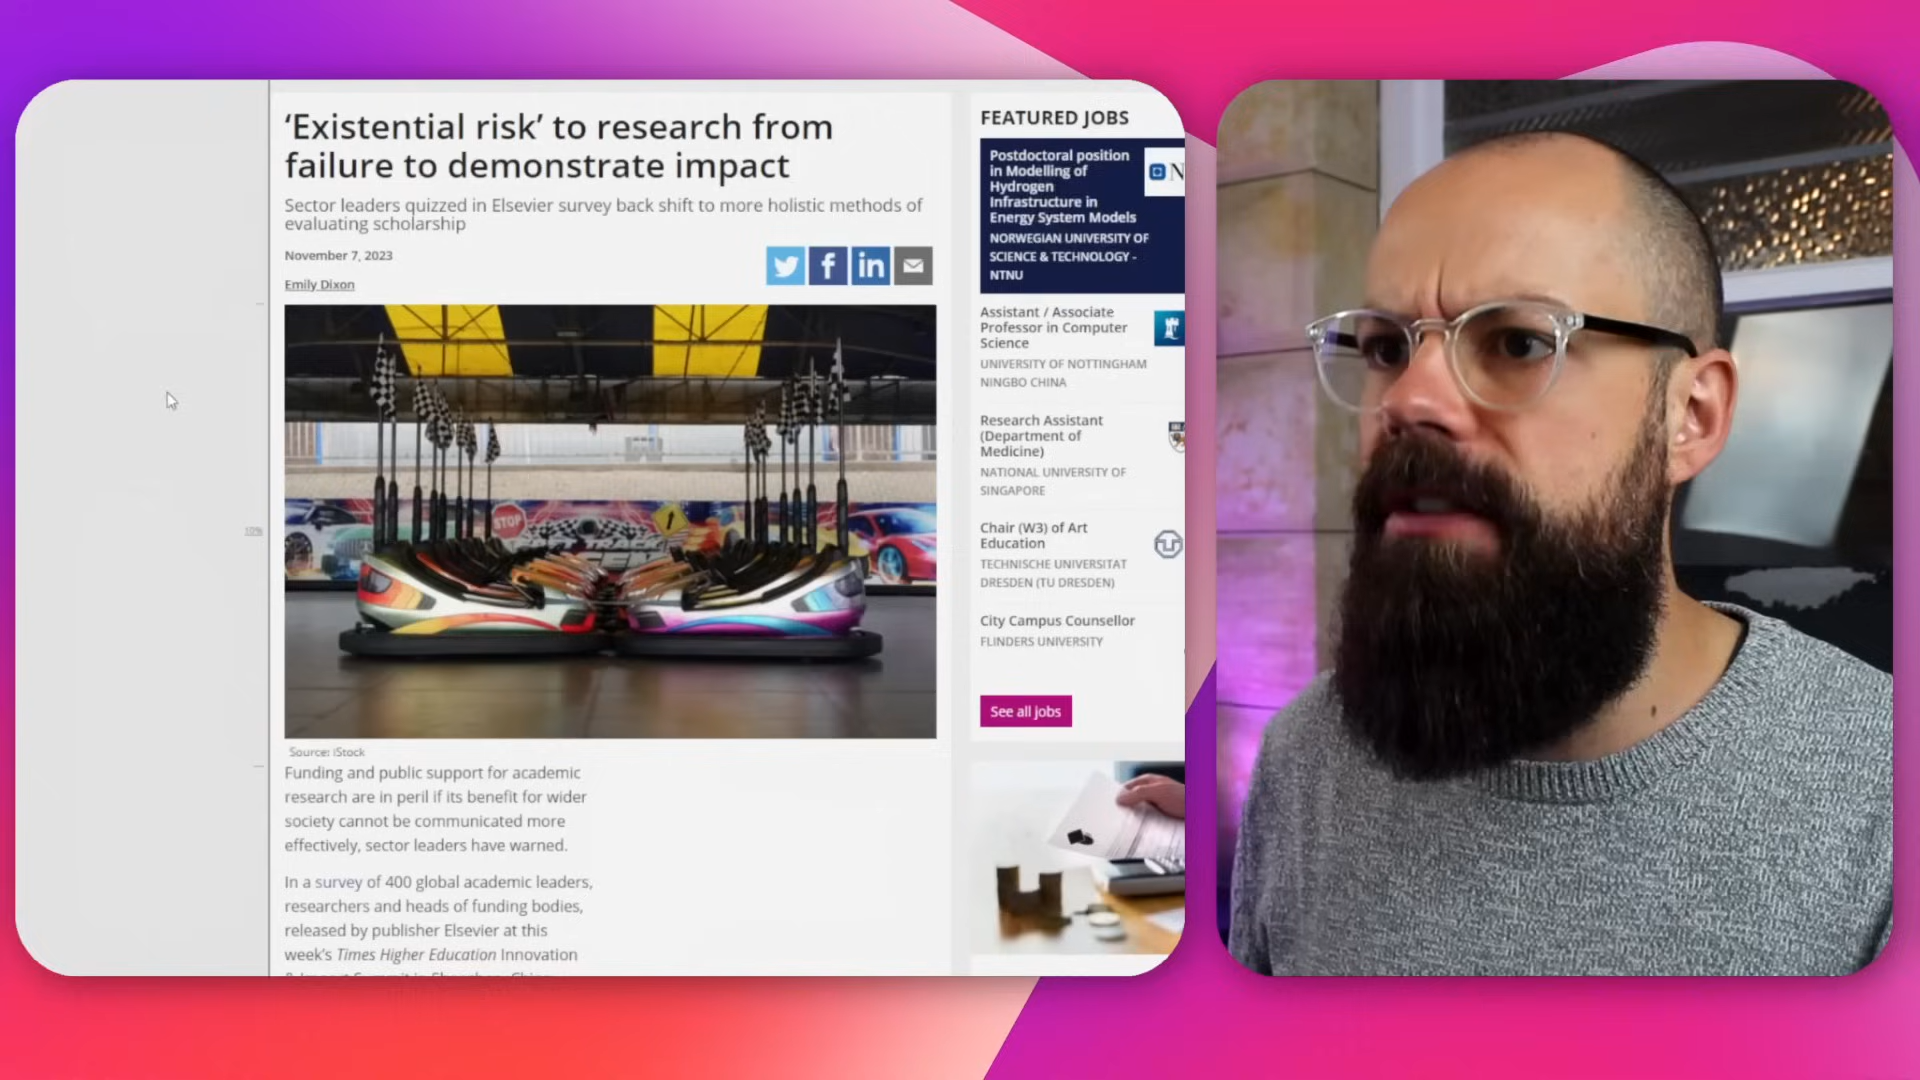 ‘Existential risk’ to research from
failure to demonstrate impact
Sector leaders quizzed in Elsevier survey back shift to more holistic methods of
evaluating scholarship
November 7, 2023
Emily Dixon
STOP
Source: iStock
Funding and public support for academic
research are in peril if its benefit for wider
society cannot be communicated more
effectively, sector leaders have warned.
In a survey of 400 global academic leaders,
researchers and heads of funding bodies,
released by publisher Elsevier at this
week’s Times Higher Education Innovation
10%
FEATURED JOBS
Postdoctoral position
in Modelling of
Hydrogen
Infrastructure in
Energy System Models
NORWEGIAN UNIVERSITY OF
SCIENCE & TECHNOLOGY -
NTNU
N
Assistant / Associate
Professor in Computer
Science
UNIVERSITY OF NOTTINGHAM
NINGBO CHINA
Research Assistant
(Department of
Medicine)
NATIONAL UNIVERSITY OF
SINGAPORE
Chair (W3) of Art
Education
TECHNISCHE UNIVERSITAT
DRESDEN (TU DRESDEN)
City Campus Counsellor
FLINDERS UNIVERSITY
See all jobs